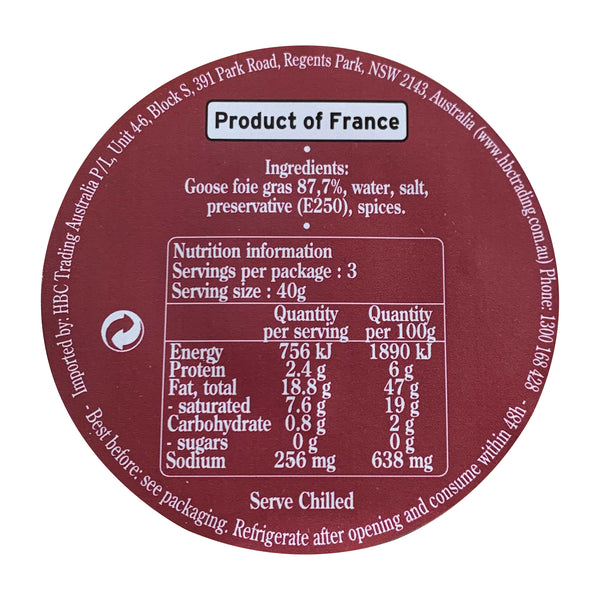 Imported by: HBC Trading Australia P/L, Unit 4-6, Block S, 391 Park Road, Regents Park, NSW 2143, Australia (www.hbctrading.com.au) Phone: 1300 168 428
Product of France
Ingredients:
Goose foie gras 87,7%, water, salt,
preservative (E250), spices.
Nutrition information
Servings per package : 3
Serving size : 40g
Quantity per serving Quantity per 100g
Energy 756 kJ 1890 kJ
Protein 2.4 g 6 g
Fat, total 18.8 g 47 g
- saturated 7.6 g 19 g
Carbohydrate 0.8 g 2 g
- sugars 0 g 0 g
Sodium 256 mg 638 mg
Serve Chilled
- Best before: see packaging. Refrigerate after opening and consume within 48h -